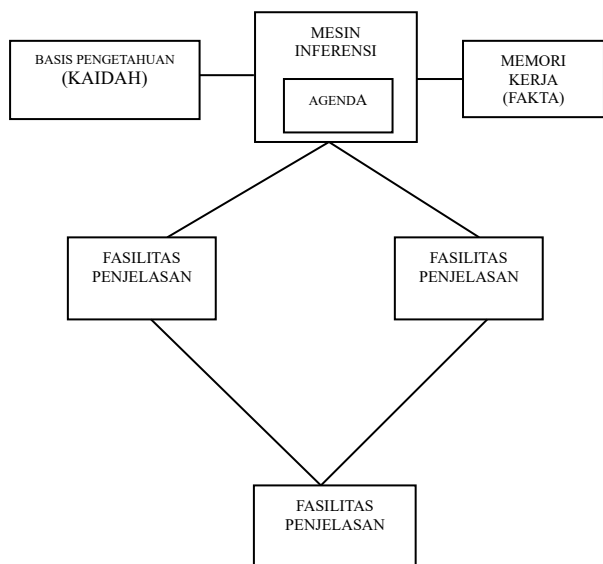 BASIS PENGETAHUAN
(KAIDAH)
MESIN
INFERENSI
AGENDA
MEMORI
KERJA
(FAKTA)
FASILITAS
PENJELASAN
FASILITAS
PENJELASAN
FASILITAS
PENJELASAN